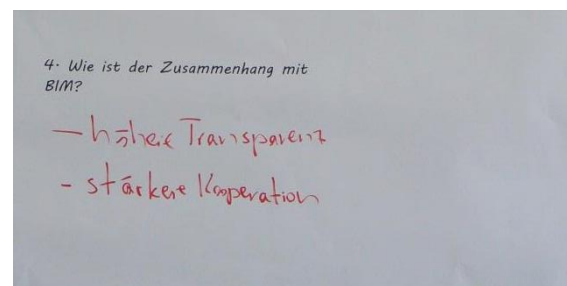 4. Wie ist der Zusammenhang mit
BIM?
– höhere Transparenz
- stärkere Kooperation